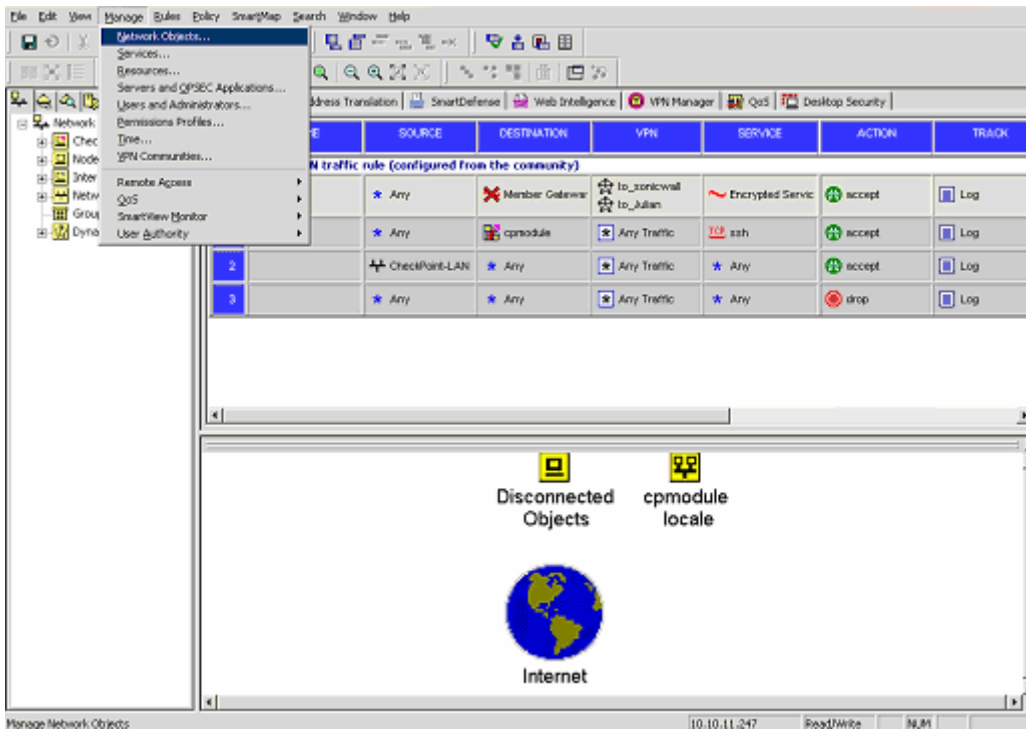 File Edit View Manage Rules Policy SmartMap Search Window Help
Network Objects...
Services...
Resources...
Servers and OPSEC Applications...
Users and Administrators...
Permissions Profiles...
Time...
VPN Communities...
Remote Access
QoS
SmartView Monitor
User Authority
ddress Translation SmartDefense Web Intelligence VPN Manager QoS Desktop Security
Network
Chec
Node
Inter
Netw
Grou
Dyna
E SOURCE DESTINATION VPN SERVICE ACTION TRACK
N traffic rule (configured from the community)
Any Member Gatewar to_sonicwall Encrypted Servic accept Log
to_Julian
Any cpmodule Any Traffic TCP ssh accept Log
2 CheckPoint-LAN Any Any Traffic Any accept Log
3 Any Any Any Traffic Any drop Log
Disconnected cpmodule
Objects locale
Internet
Manage Network Objects 10.10.11.247 Read/Write NUM